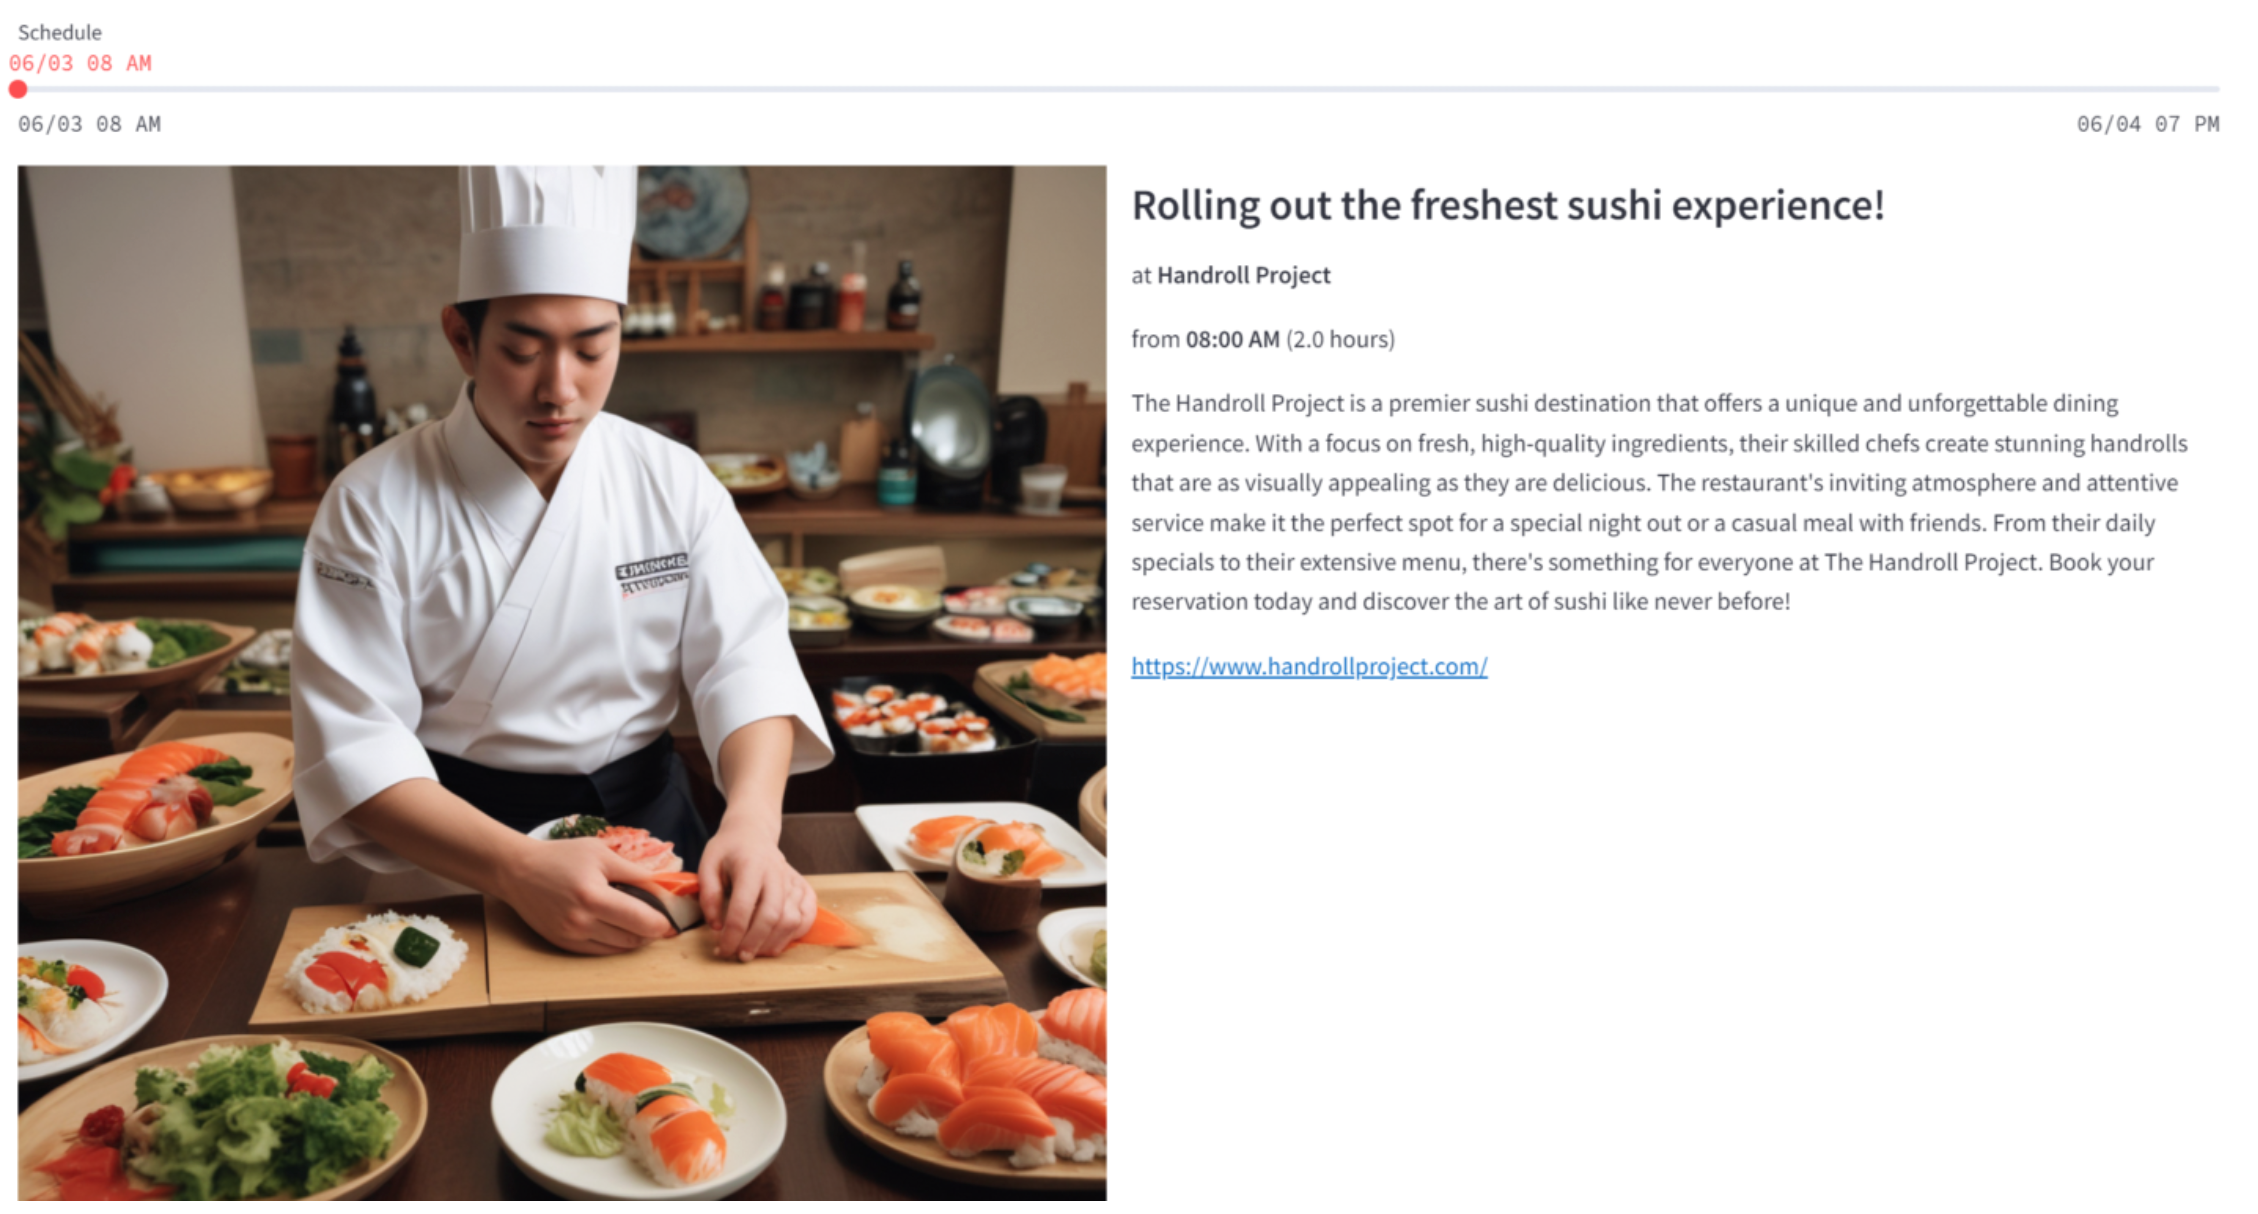 Schedule
06/03 08 AM
06/03 08 AM
06/04 07 PM
Rolling out the freshest sushi experience!
at Handroll Project
from 08:00 AM (2.0 hours)
The Handroll Project is a premier sushi destination that offers a unique and unforgettable dining
experience. With a focus on fresh, high-quality ingredients, their skilled chefs create stunning handrolls
that are as visually appealing as they are delicious. The restaurant's inviting atmosphere and attentive
service make it the perfect spot for a special night out or a casual meal with friends. From their daily
specials to their extensive menu, there's something for everyone at The Handroll Project. Book your
reservation today and discover the art of sushi like never before!
https://www.handrollproject.com/